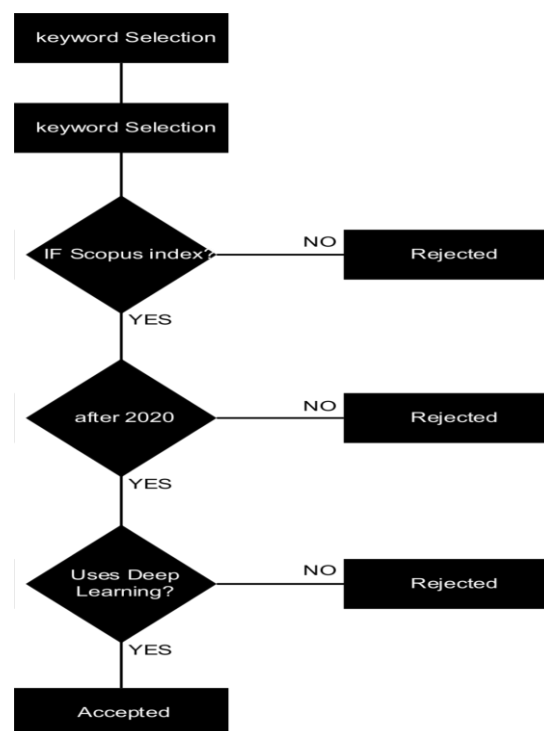 keyword Selection
keyword Selection
IF Scopus index?
NO
Rejected
YES
after 2020
NO
Rejected
YES
Uses Deep
Learning?
NO
Rejected
YES
Accepted